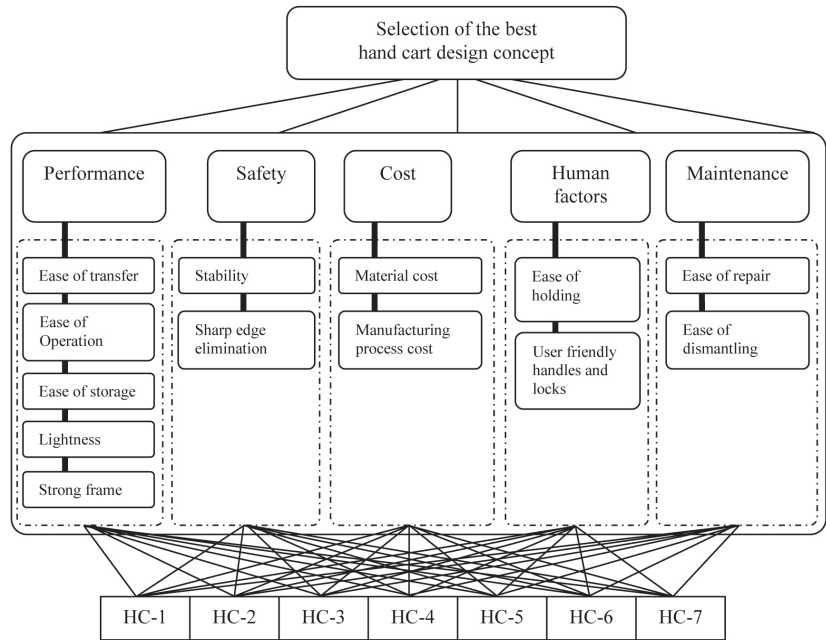 Selection of the best
hand cart design concept
Performance
Safety
Cost
Human
factors
Maintenance
Ease of transfer
Ease of
Operation
Ease of storage
Lightness
Strong frame
Stability
Sharp edge
elimination
Material cost
Manufacturing
process cost
Ease of
holding
User friendly
handles and
locks
Ease of repair
Ease of
dismantling
HC-1
HC-2
HC-3
HC-4
HC-5
HC-6
HC-7